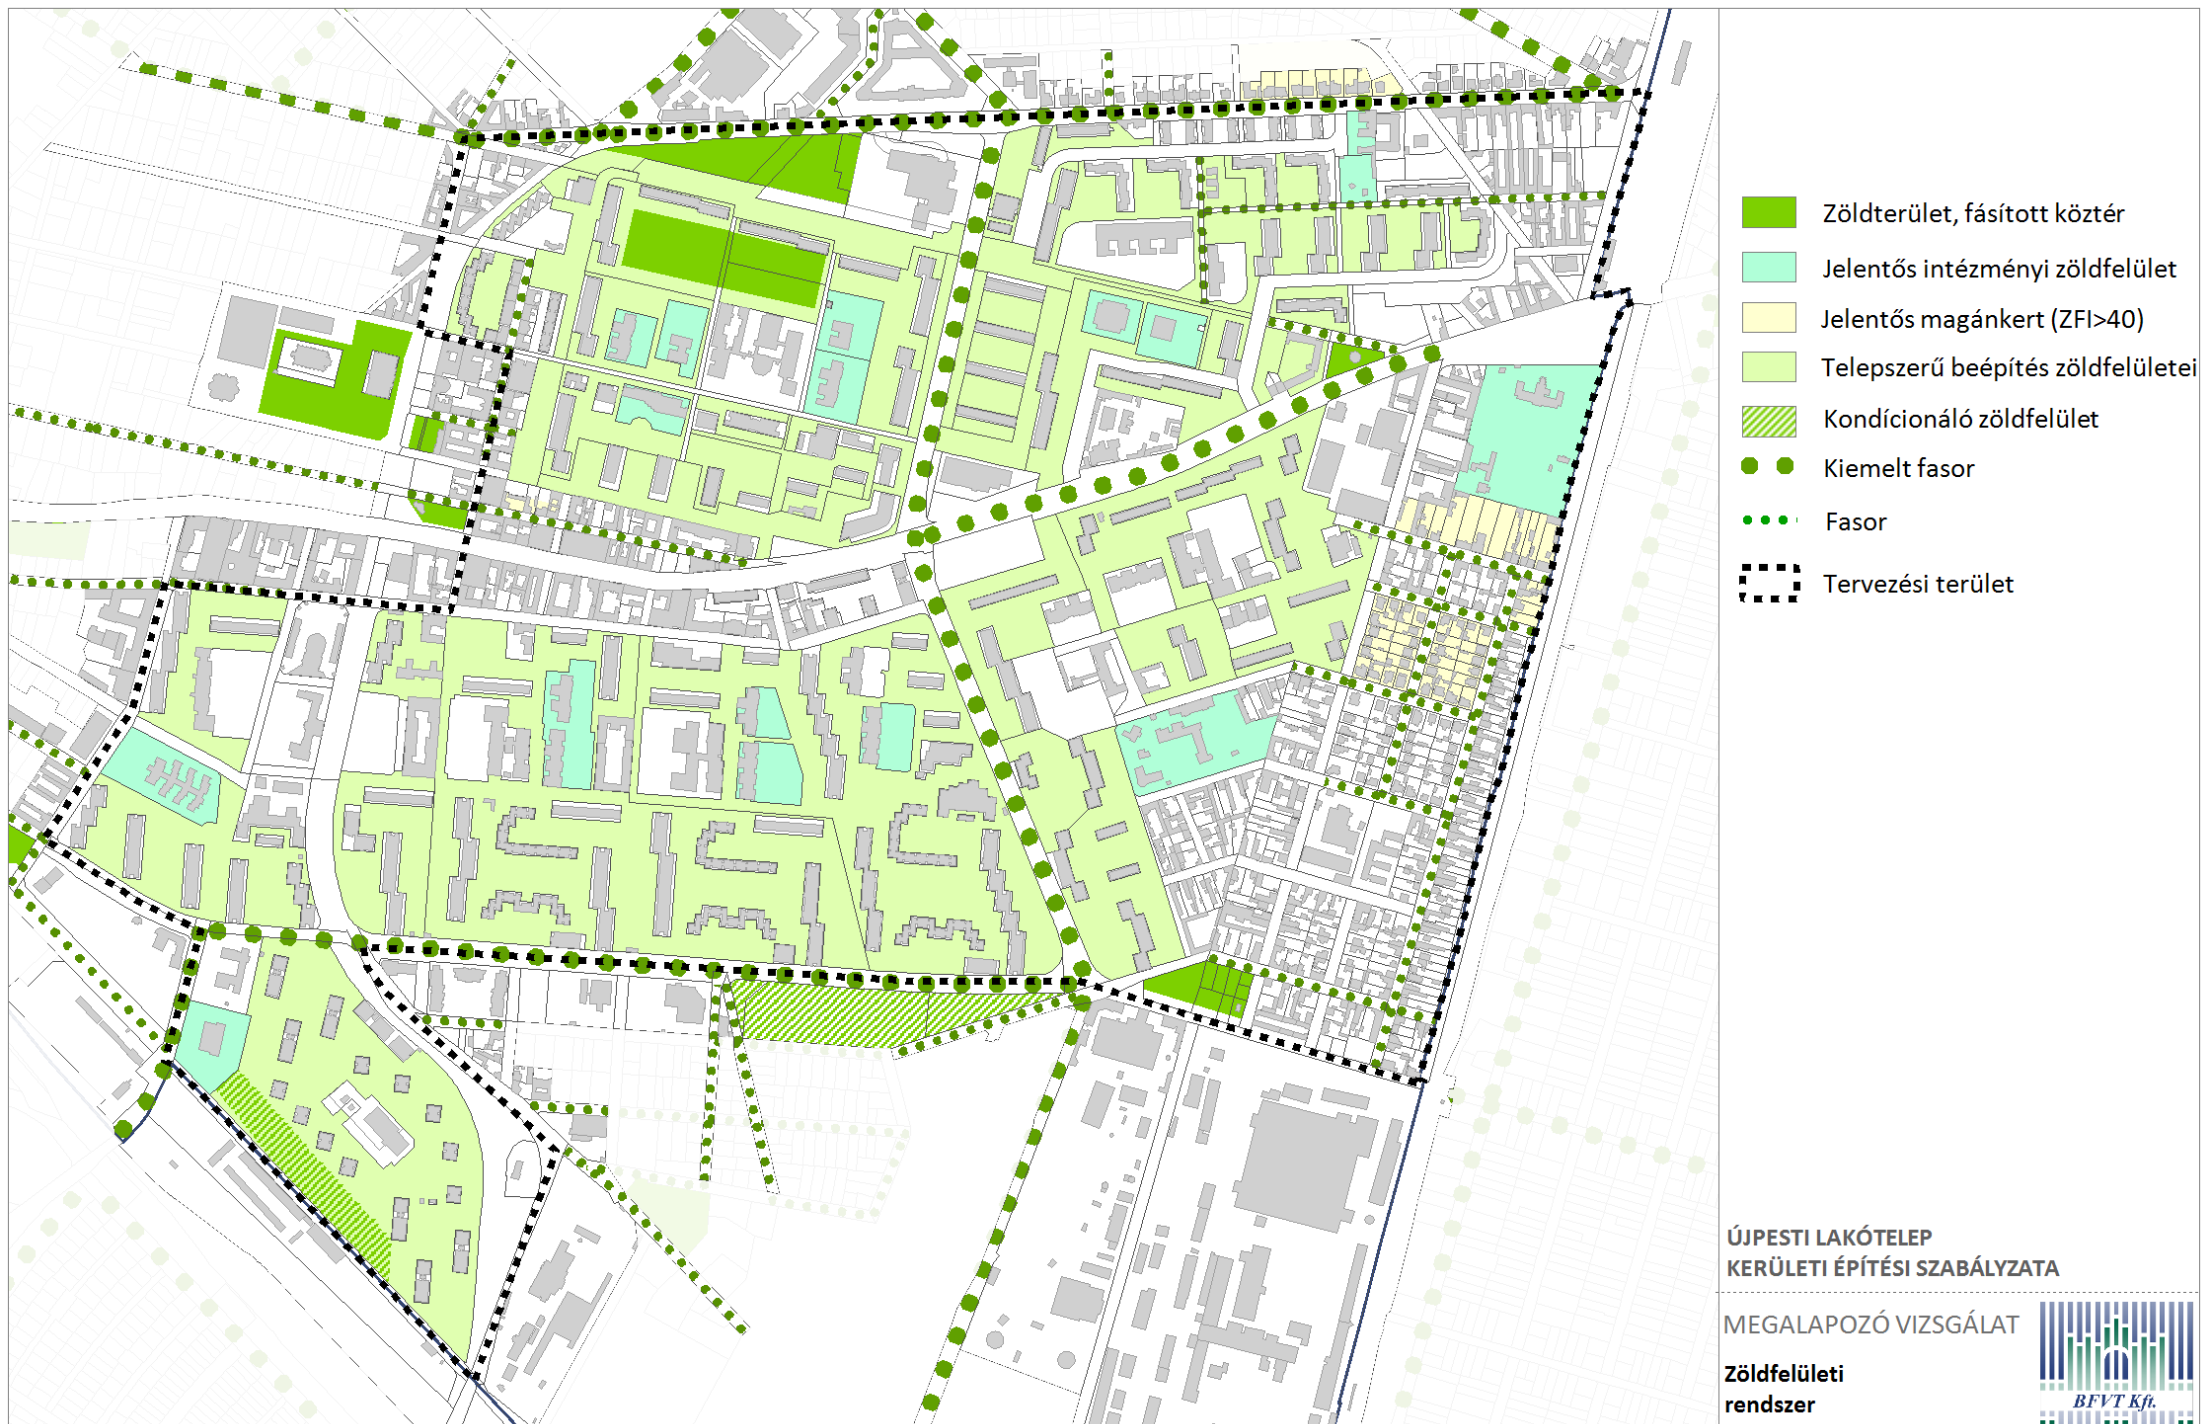 Zöldterület, fásított köztér
Jelentős intézményi zöldfelület
Jelentős magánkert (ZFI>40)
Telepszerű beépítés zöldfelületei
Kondícionáló zöldfelület
Kiemelt fasor
Fasor
Tervezési terület
ÚJPESTI LAKÓTELEP
KERÜLETI ÉPÍTÉSI SZABÁLYZATA
MEGALAPOZÓ VIZSGÁLAT
Zöldfelületi
rendszer
BFVT Kft.